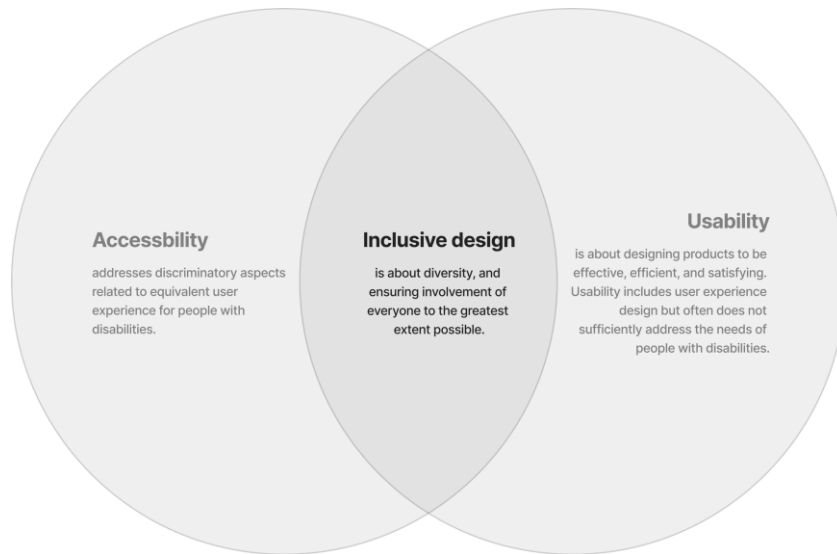 Accessbility
addresses discriminatory aspects
related to equivalent user
experience for people with
disabilities.
Inclusive design
is about diversity, and
ensuring involvement of
everyone to the greatest
extent possible.
Usability
is about designing products to be
effective, efficient, and satisfying.
Usability includes user experience
design but often does not
sufficiently address the needs of
people with disabilities.